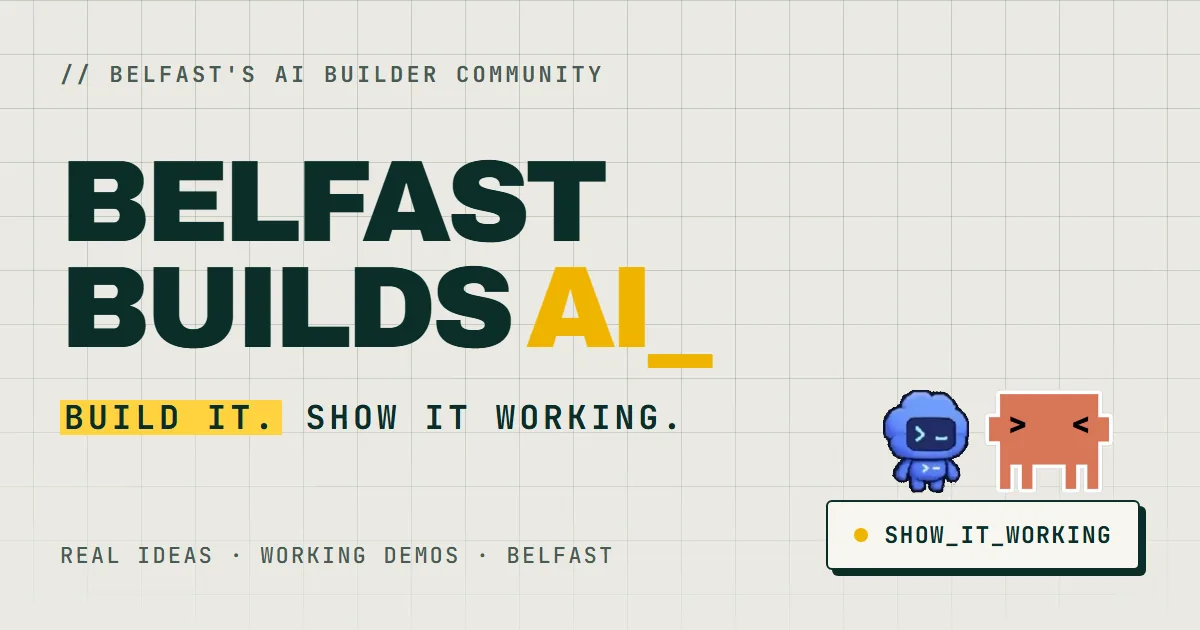 // BELFAST'S AI BUILDER COMMUNITY
BELFAST
BUILDS AI_
BUILD IT. SHOW IT WORKING.
> _
>_
> <
SHOW_IT_WORKING
REAL IDEAS · WORKING DEMOS · BELFAST